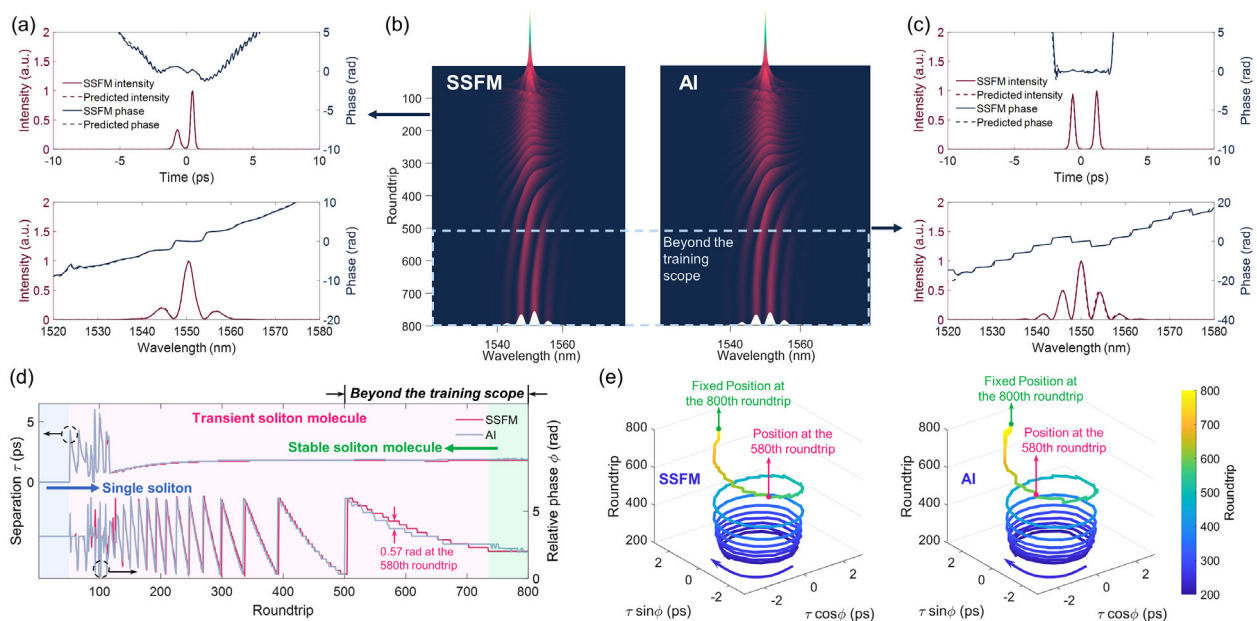 (a)
2
1.5
1
0.5
0
Intensity (a.u.)
SSFM intensity
Predicted intensity
SSFM phase
Predicted phase
5
0
-5
-10
Phase (rad)
-10 -5 0 5 10
Time (ps)
2
1.5
1
0.5
0
Intensity (a.u.)
10
0
-10
-20
Phase (rad)
1520 1530 1540 1550 1560 1570 1580
Wavelength (nm)
(b)
SSFM
AI
Roundtrip
100
200
300
400
500
600
700
800
Beyond the
training
scope
1540 1560
Wavelength (nm)
1540 1560
Wavelength (nm)
(c)
2
1.5
1
0.5
0
Intensity (a.u.)
SSFM intensity
Predicted intensity
SSFM phase
Predicted phase
5
0
-5
-10
Phase (rad)
-10 -5 0 5 10
Time (ps)
2
1.5
1
0.5
0
Intensity (a.u.)
20
0
-20
-40
Phase (rad)
1520 1530 1540 1550 1560 1570 1580
Wavelength (nm)
(d)
Beyond the training scope
Transient soliton molecule
SSFM
AI
Stable soliton molecule
Single soliton
0.57 rad at the
580th roundtrip
Separation τ (ps)
5
0
Relative phase ϕ (rad)
5
0
100 200 300 400 500 600 700 800
Roundtrip
(e)
Fixed Position at
the 800th roundtrip
Position at the
580th roundtrip
SSFM
Roundtrip
800
600
400
200
2
0
-2
τ sinϕ (ps)
-2
0
2
τ cosϕ (ps)
Fixed Position at
the 800th roundtrip
Position at the
580th roundtrip
AI
Roundtrip
800
600
400
200
2
0
-2
τ sinϕ (ps)
-2
0
2
τ cosϕ (ps)
800
700
600
500
400
300
200
Roundtrip